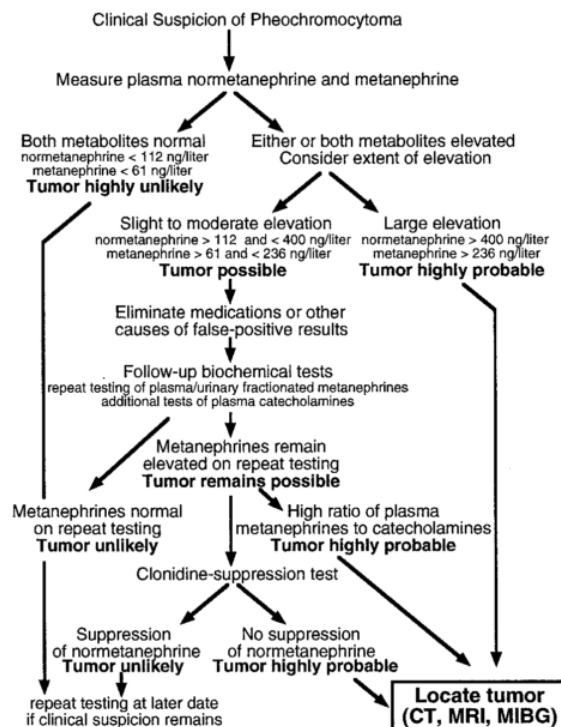 Clinical Suspicion of Pheochromocytoma
Measure plasma normetanephrine and metanephrine
Both metabolites normal
normetanephrine < 112 ng/liter
metanephrine < 61 ng/liter
Tumor highly unlikely
Either or both metabolites elevated
Consider extent of elevation
Slight to moderate elevation
normetanephrine > 112 and < 400 ng/liter
metanephrine > 61 and < 236 ng/liter
Tumor possible
Large elevation
normetanephrine > 400 ng/liter
metanephrine > 236 ng/liter
Tumor highly probable
Eliminate medications or other
causes of false-positive results
Follow-up biochemical tests
repeat testing of plasma/urinary fractionated metanephrines
additional tests of plasma catecholamines
Metanephrines remain
elevated on repeat testing
Tumor remains possible
Metanephrines normal
on repeat testing
Tumor unlikely
High ratio of plasma
metanephrines to catecholamines
Tumor highly probable
Clonidine-suppression test
Suppression
of normetanephrine
Tumor unlikely
No suppression
of normetanephrine
Tumor highly probable
repeat testing at later date
if clinical suspicion remains
Locate tumor
(CT, MRI, MIBG)